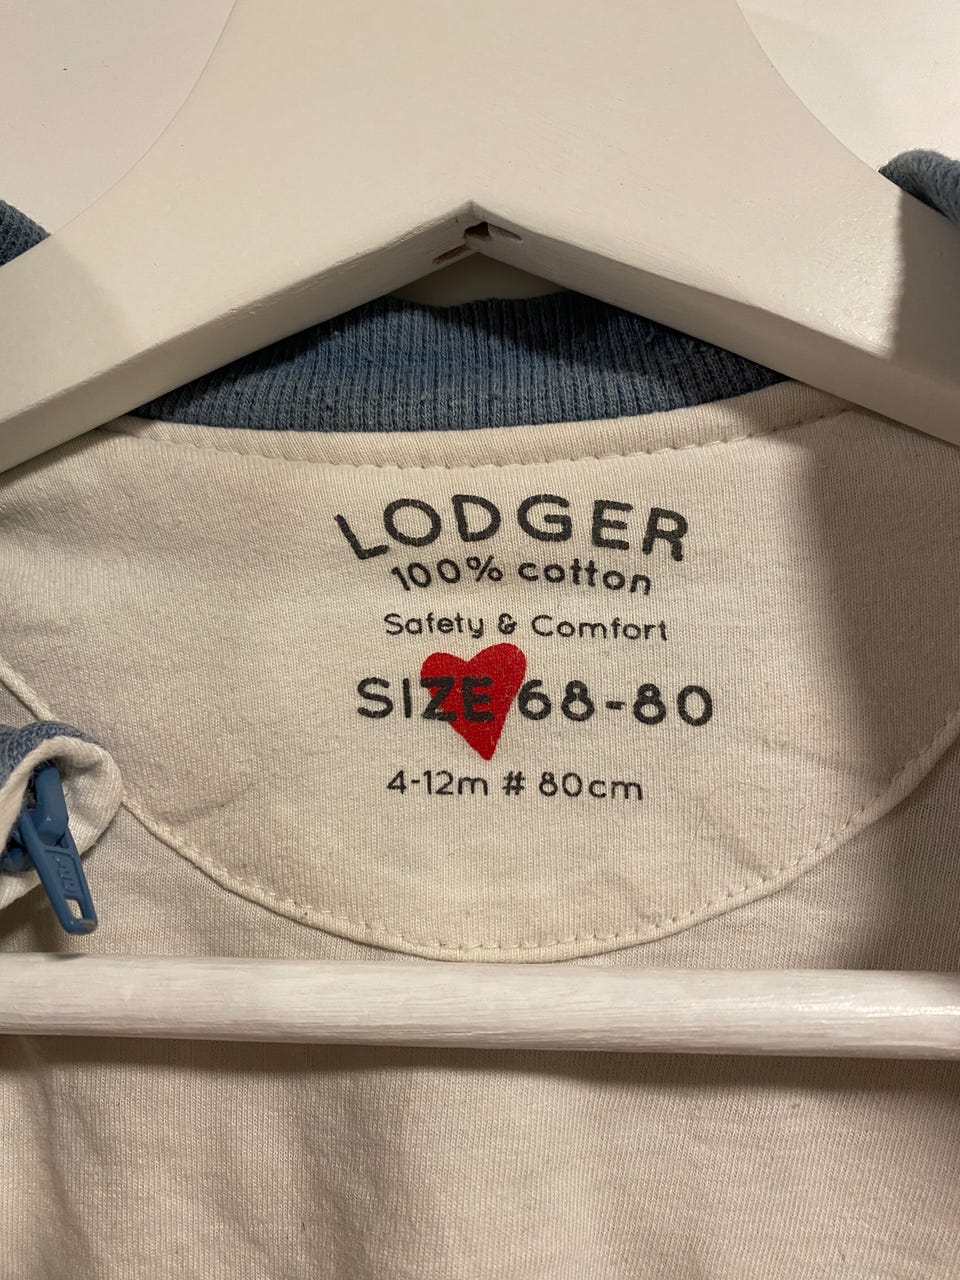 LODGER
100% cotton
Safety & Comfort
SIZE 68-80
4-12m # 80cm